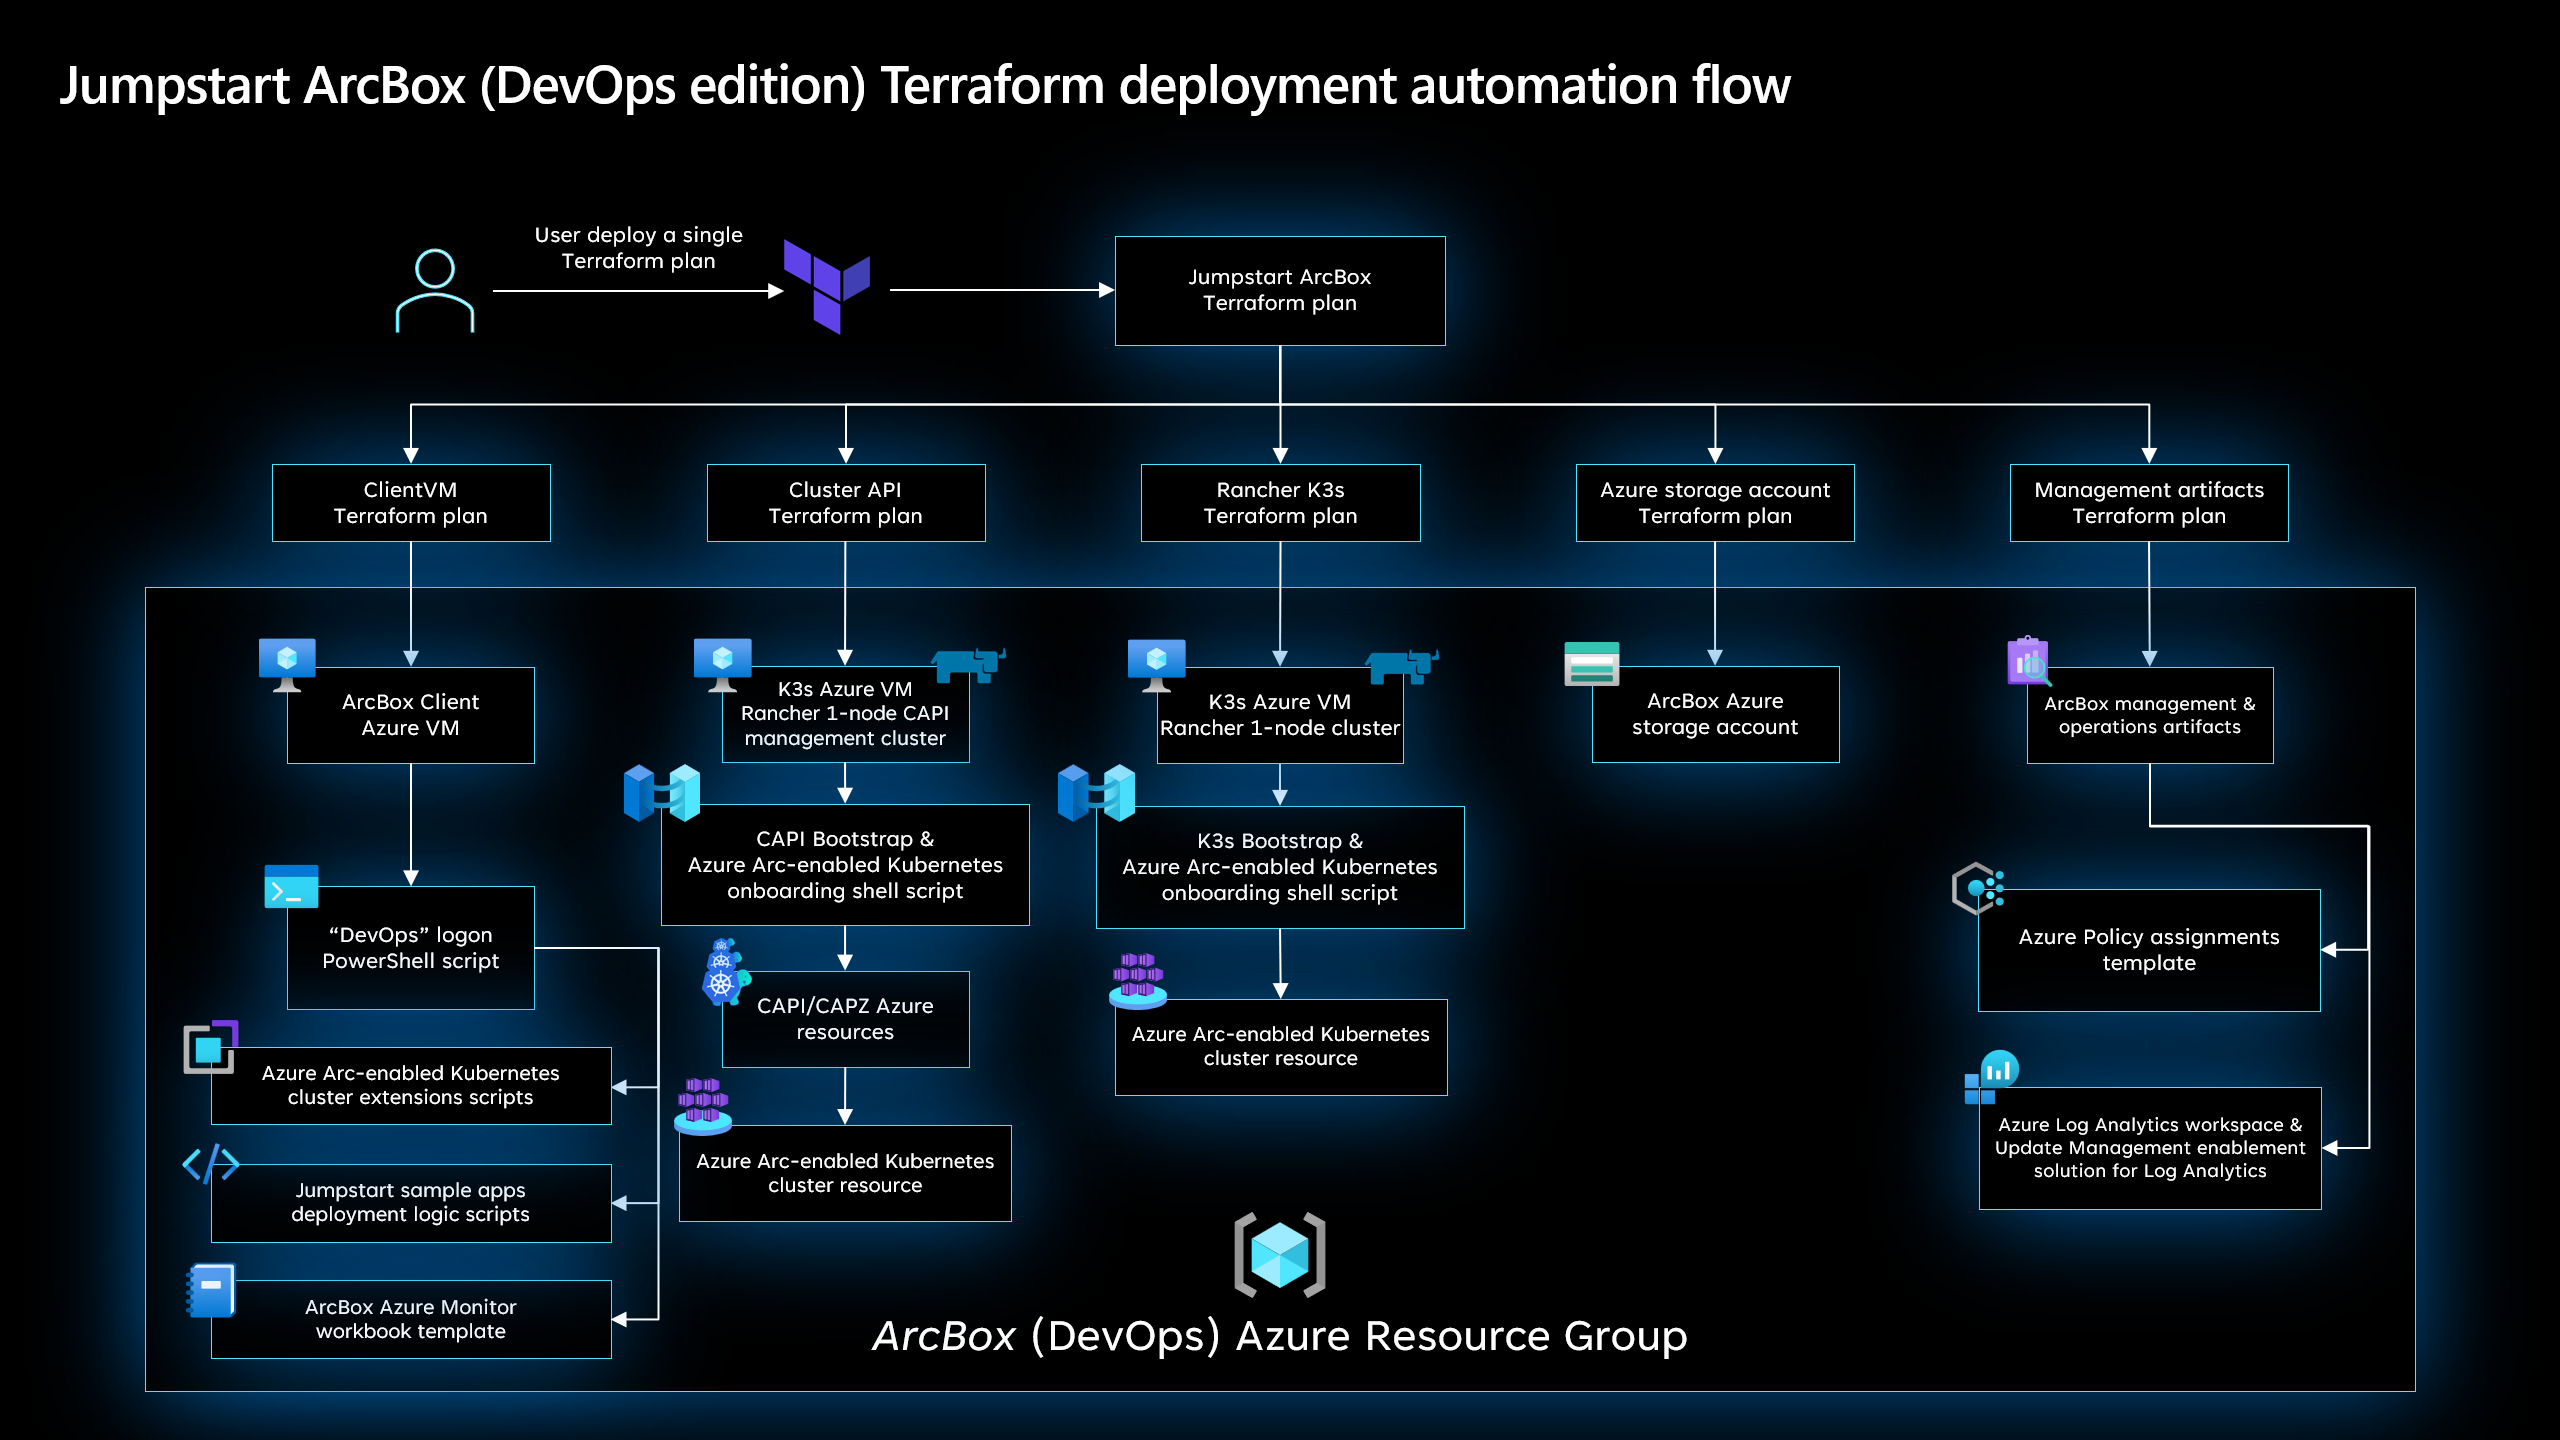 Jumpstart ArcBox (DevOps edition) Terraform deployment automation flow
User deploy a single
Terraform plan
Jumpstart ArcBox
Terraform plan
ClientVM
Terraform plan
Cluster API
Terraform plan
Rancher K3s
Terraform plan
Azure storage account
Terraform plan
Management artifacts
Terraform plan
ArcBox Client
Azure VM
K3s Azure VM
Rancher 1-node CAPI
management cluster
K3s Azure VM
Rancher 1-node cluster
ArcBox Azure
storage account
ArcBox management &
operations artifacts
CAPI Bootstrap &
Azure Arc-enabled Kubernetes
onboarding shell script
K3s Bootstrap &
Azure Arc-enabled Kubernetes
onboarding shell script
“DevOps” logon
PowerShell script
Azure Policy assignments
template
CAPI/CAPZ Azure
resources
Azure Arc-enabled Kubernetes
cluster resource
Azure Arc-enabled Kubernetes
cluster extensions scripts
Azure Arc-enabled Kubernetes
cluster resource
Azure Log Analytics workspace &
Update Management enablement
solution for Log Analytics
Jumpstart sample apps
deployment logic scripts
ArcBox Azure Monitor
workbook template
ArcBox (DevOps) Azure Resource Group